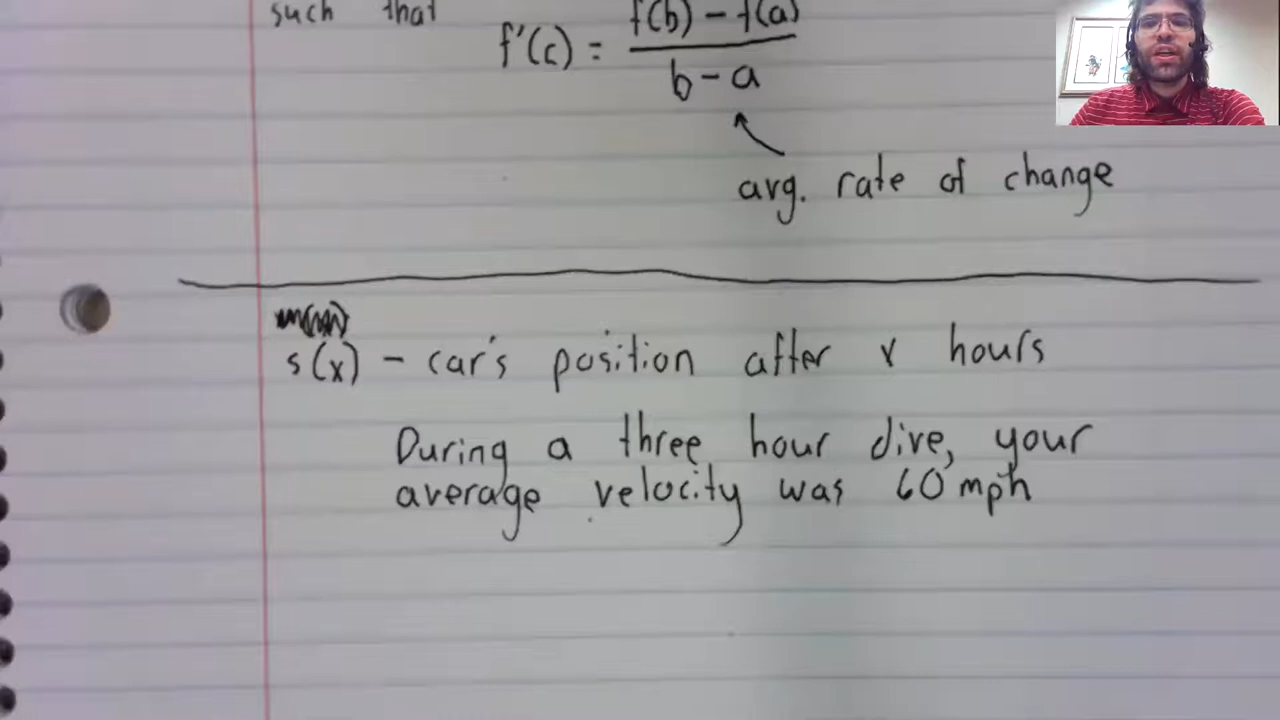 such that
f'(c) = f(b) - f(a) / b - a
avg. rate of change
s(x) - car's position after x hours
During a three hour dive, your
average velocity was 60 mph